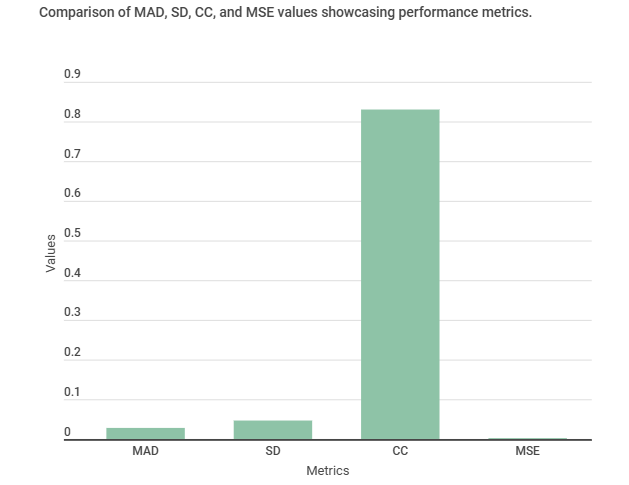 Comparison of MAD, SD, CC, and MSE values showcasing performance metrics.
0.9
0.8
0.7
0.6
0.5
0.4
0.3
0.2
0.1
0
Values
MAD SD CC MSE
Metrics